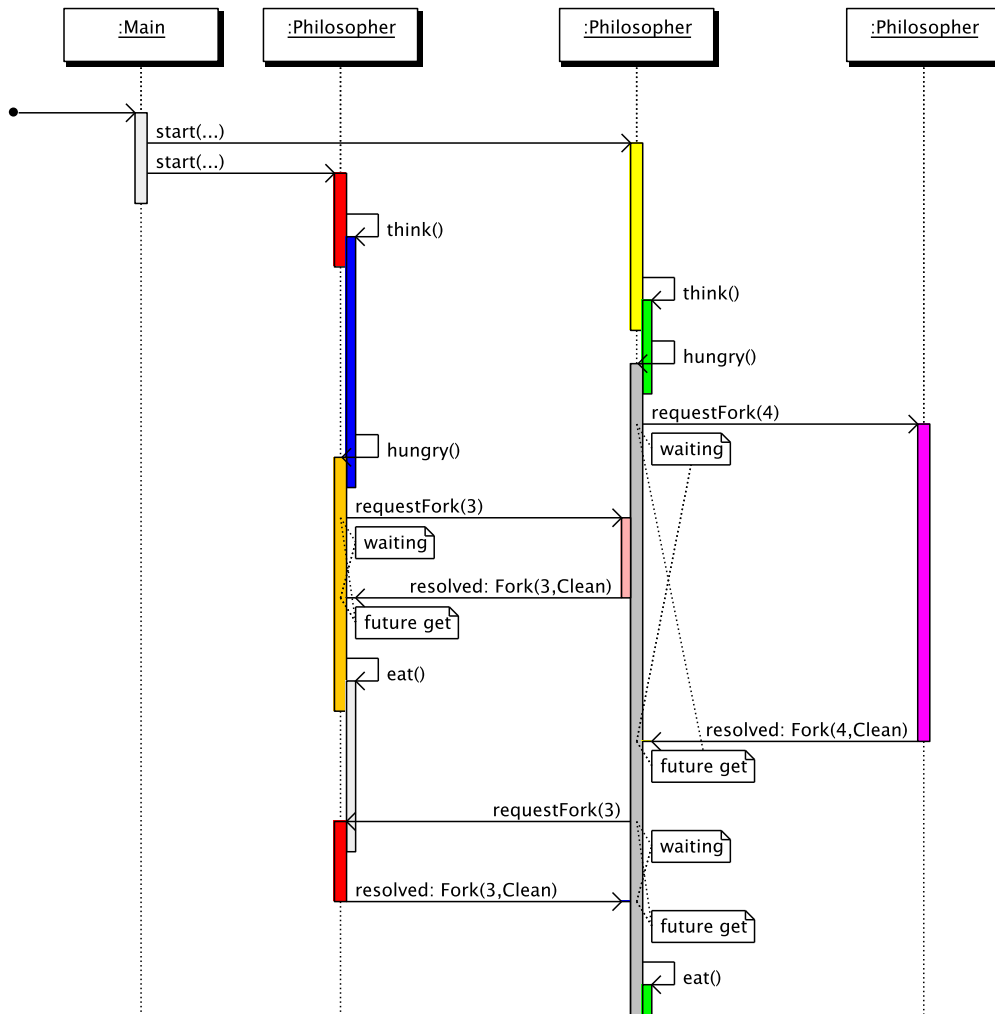 :Main
:Philosopher
:Philosopher
:Philosopher
start(...)
start(...)
think()
think()
hungry()
requestFork(4)
waiting
hungry()
requestFork(3)
waiting
resolved: Fork(3,Clean)
future get
eat()
resolved: Fork(4,Clean)
future get
requestFork(3)
waiting
resolved: Fork(3,Clean)
future get
eat()